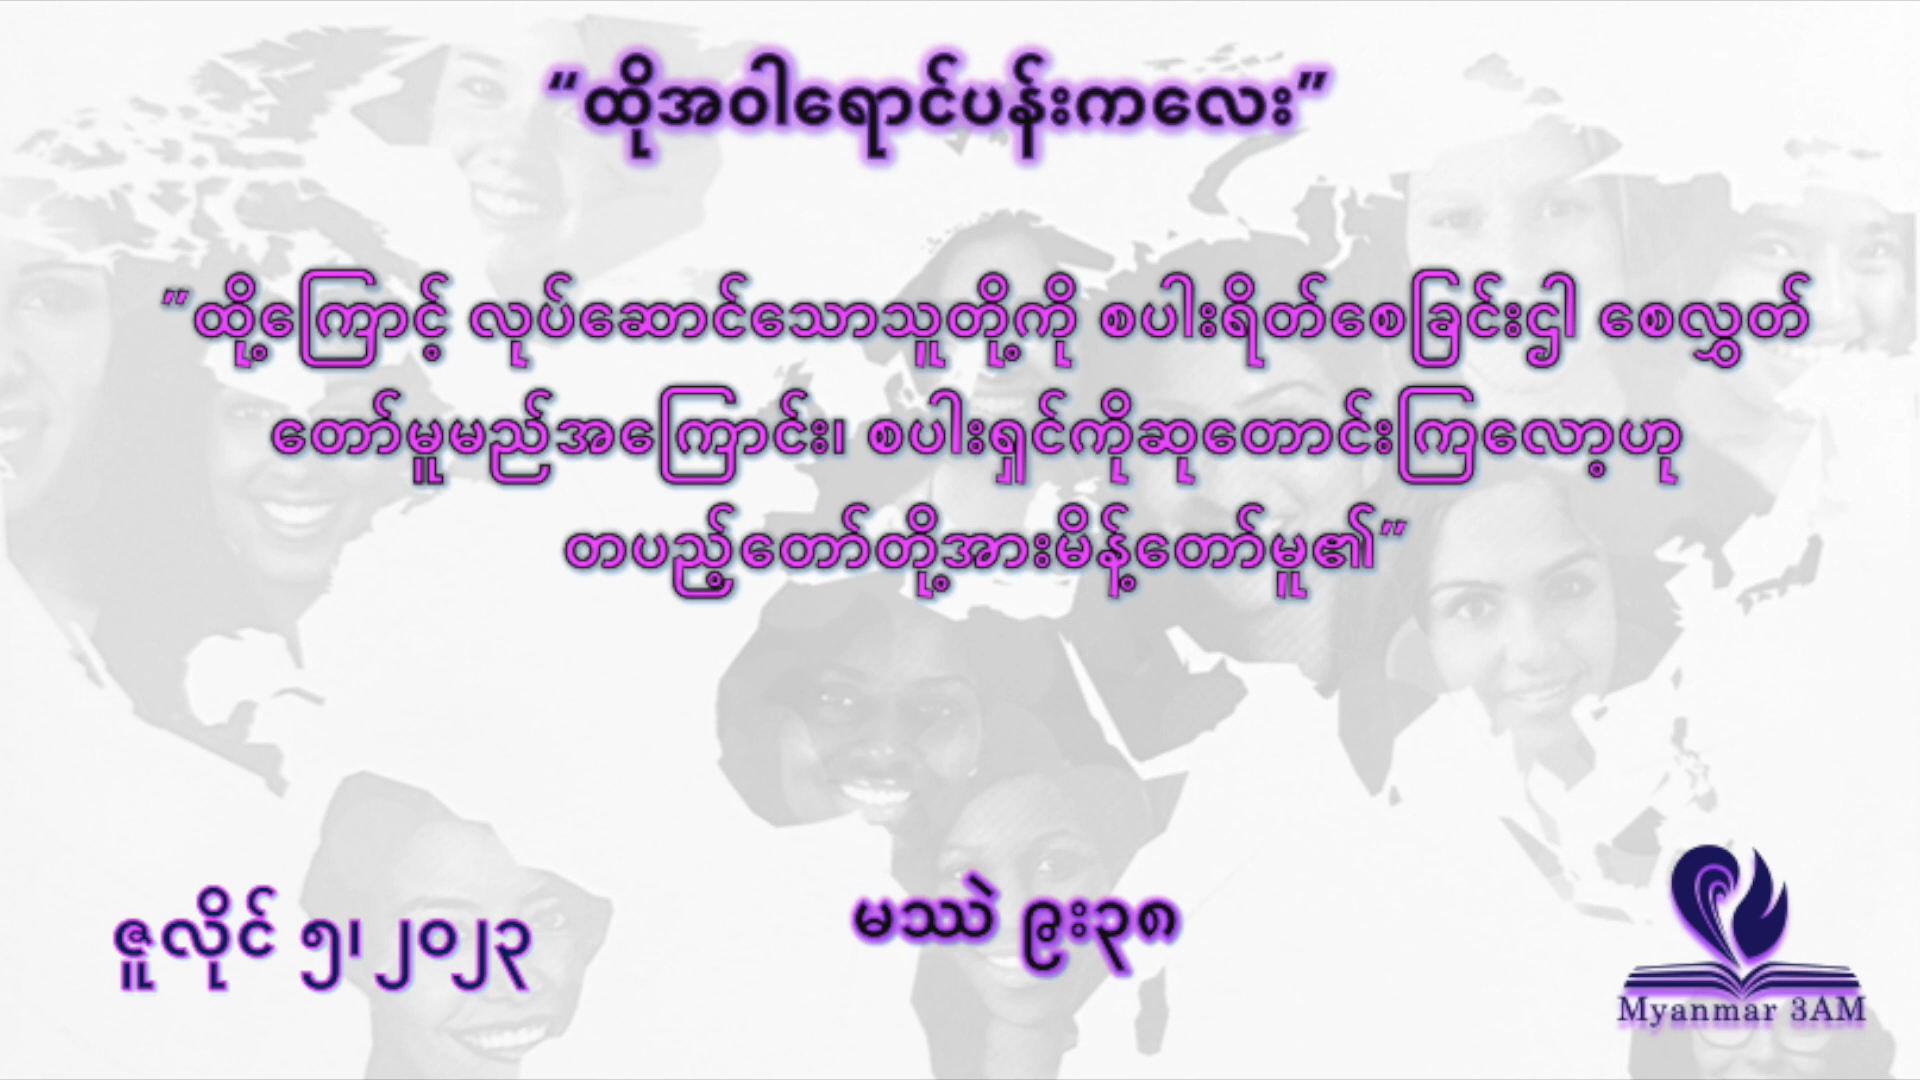 “ထိုအဝါရောင်ပန်းကလေး”
"ထို့ကြောင့် လုပ်ဆောင်သောသူတို့ကို စပါးရိတ်စေခြင်းငှါ စေလွှတ်
တော်မူမည်အကြောင်း၊ စပါးရှင်ကိုဆုတောင်းကြလော့ဟု
တပည့်တော်တို့အားမိန့်တော်မူ၏"
ဇူလိုင် ၅၊ ၂၀၂၃
မဿဲ ၉း၃၈
Myanmar 3AM